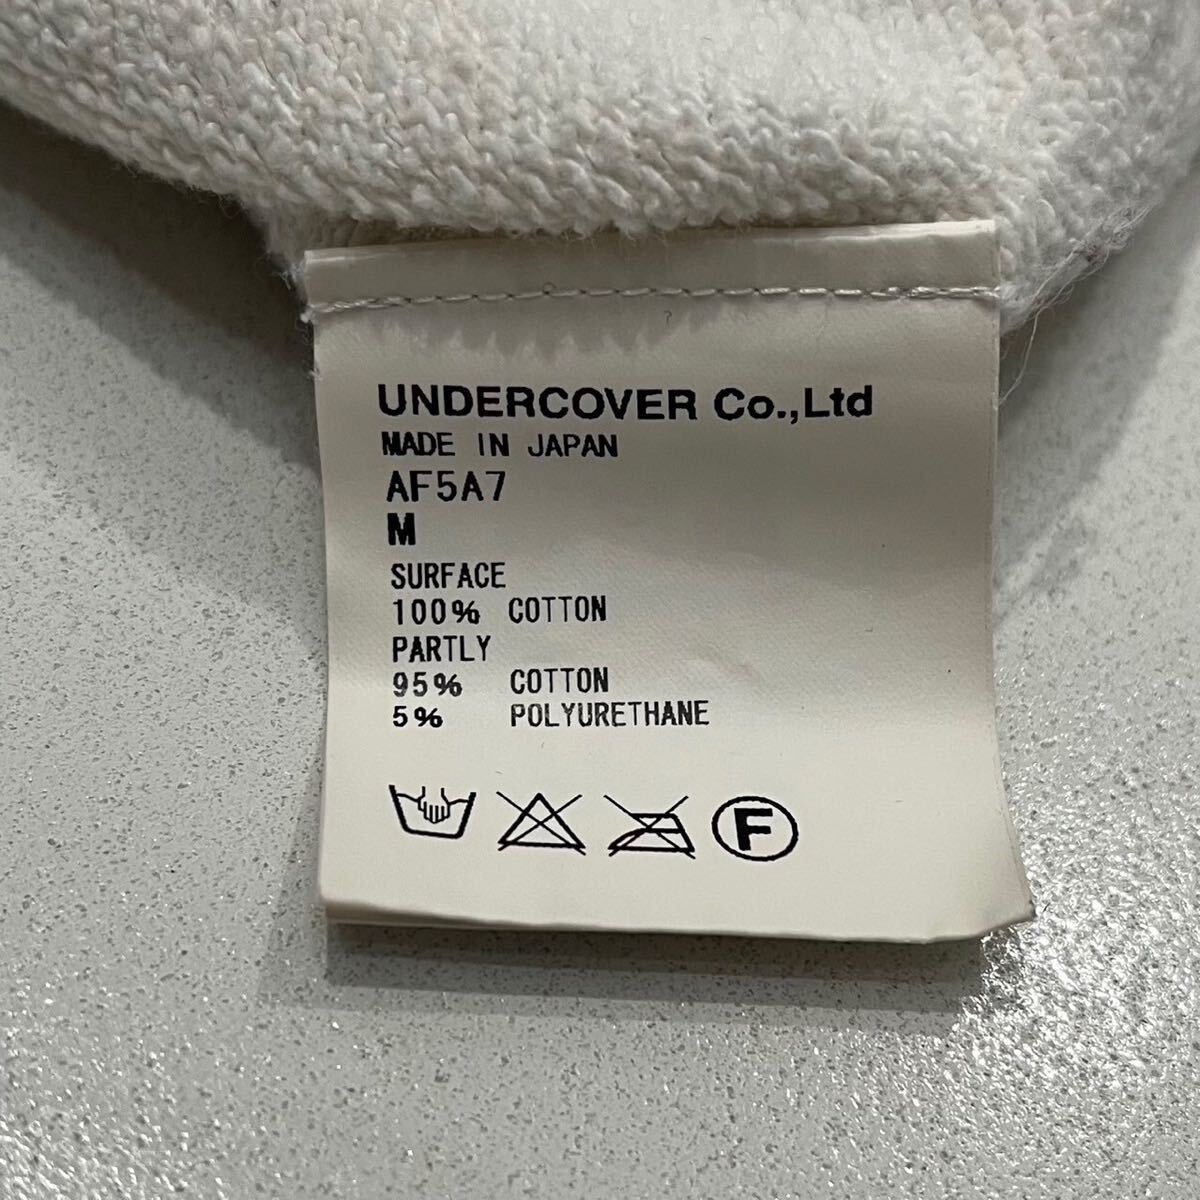 UNDERCOVER Co.,Ltd
MADE IN JAPAN
AF5A7
M
SURFACE
100% COTTON
PARTLY
95% COTTON
5% POLYURETHANE
F